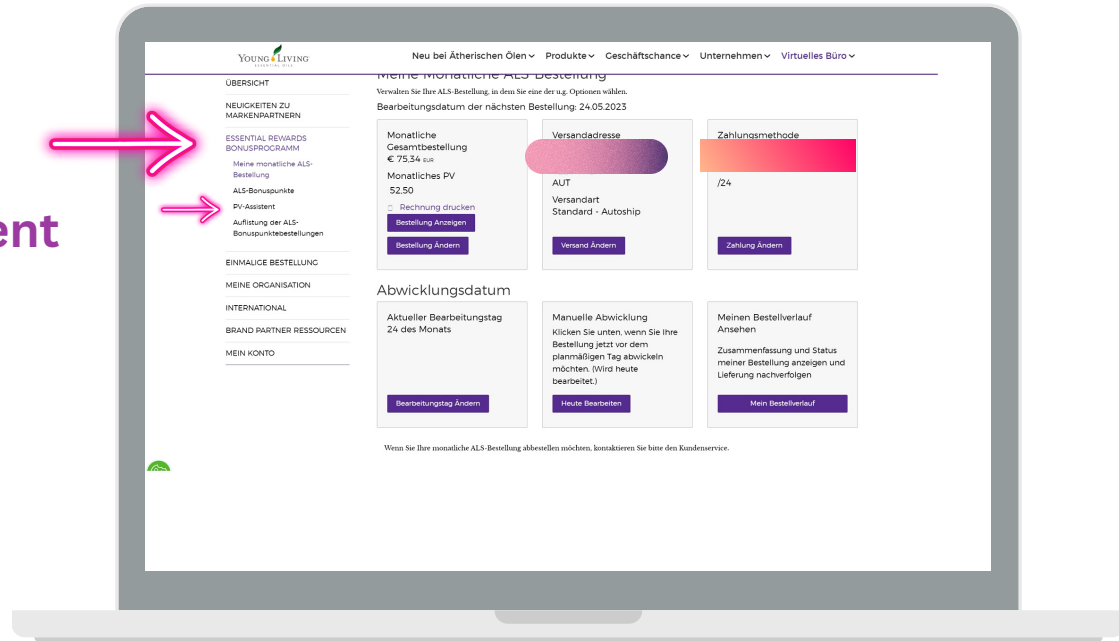 YOUNG LIVING
ESSENTIAL OILS
Neu bei Ätherischen Ölen
Produkte
Geschäftschance
Unternehmen
Virtuelles Büro
ent
ÜBERSICHT
NEUIGKEITEN ZU
MARKENPARTNERN
ESSENTIAL REWARDS
BONUSPROGRAMM
Meine monatliche ALS-
Bestellung
ALS-Bonuspunkte
PV-Assistent
Auflistung der ALS-
Bonuspunktebestellungen
EINMALIGE BESTELLUNG
MEINE ORGANISATION
INTERNATIONAL
BRAND PARTNER RESSOURCEN
MEIN KONTO
Meine Monatliche ALS-Bestellung
Verwalten Sie Ihre ALS-Bestellung, in dem Sie eine der u.g. Optionen wählen.
Bearbeitungsdatum der nächsten Bestellung: 24.05.2023
Monatliche
Gesamtbestellung
€ 75,34 EUR
Monatliches PV
52,50
Rechnung drucken
Bestellung Anzeigen
Bestellung Ändern
Versandadresse
AUT
Versandart
Standard - Autoship
Versand Ändern
Zahlungsmethode
/24
Zahlung Ändern
Abwicklungsdatum
Aktueller Bearbeitungstag
24 des Monats
Bearbeitungstag Ändern
Manuelle Abwicklung
Klicken Sie unten, wenn Sie Ihre
Bestellung jetzt vor dem
planmäßigen Tag abwickeln
möchten. (Wird heute
bearbeitet.)
Heute Bearbeiten
Meinen Bestellverlauf
Ansehen
Zusammenfassung und Status
meiner Bestellung anzeigen und
Lieferung nachverfolgen
Mein Bestellverlauf
Wenn Sie Ihre monatliche ALS-Bestellung abbestellen möchten, kontaktieren Sie bitte den Kundenservice.